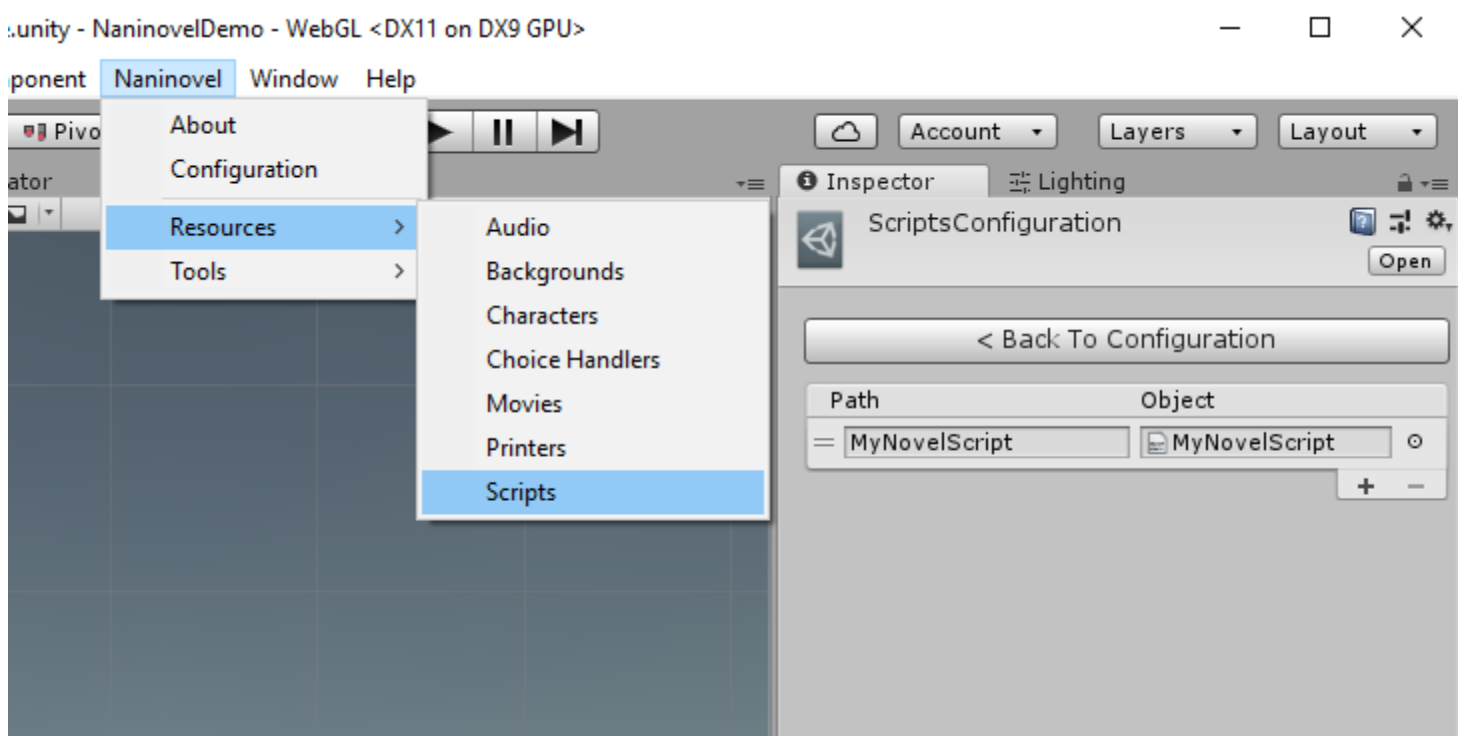 e.unity - NaninovelDemo - WebGL <DX11 on DX9 GPU>
ponent Naninovel Window Help
About
Pivo
Account
Layers
Layout
Configuration
ator
Inspector
Lighting
Resources
Audio
ScriptsConfiguration
Tools
Backgrounds
Open
Characters
Choice Handlers
< Back To Configuration
Movies
Path Object
Printers
MyNovelScript MyNovelScript
Scripts
+ −